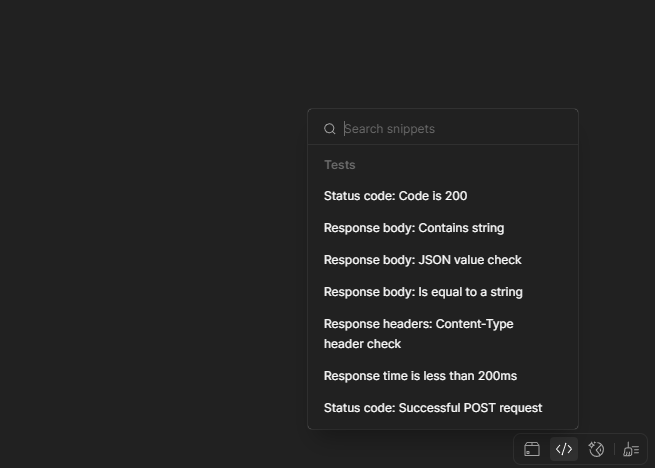 Search snippets
Tests
Status code: Code is 200
Response body: Contains string
Response body: JSON value check
Response body: Is equal to a string
Response headers: Content-Type
header check
Response time is less than 200ms
Status code: Successful POST request